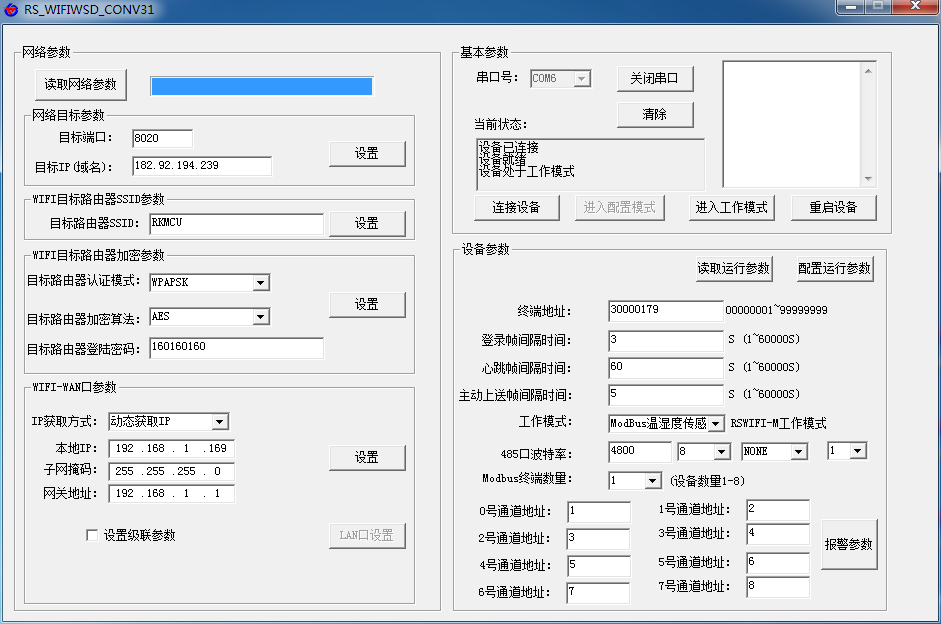 RS_WIFIWSD_CONV31
网络参数
读取网络参数
网络目标参数
目标端口: 8020
目标IP(域名): 182.92.194.239
设置
WIFI目标路由器SSID参数
目标路由器SSID: RKMCU
设置
WIFI目标路由器加密参数
目标路由器认证模式: WPAPSK
目标路由器加密算法: AES
目标路由器登陆密码: 160160160
设置
WIFI-WAN口参数
IP获取方式: 动态获取IP
本地IP: 192 .168 . 1 .169
子网掩码: 255 .255 .255 . 0
网关地址: 192 .168 . 1 . 1
设置
设置级联参数
LAN口设置
基本参数
串口号: COM6
关闭串口
清除
当前状态:
设备已连接
设备就绪
设备处于工作模式
连接设备 进入配置模式 进入工作模式 重启设备
设备参数
读取运行参数 配置运行参数
终端地址: 30000179 00000001~99999999
登录帧间隔时间: 3 S (1~60000S)
心跳帧间隔时间: 60 S (1~60000S)
主动上送帧间隔时间: 5 S (1~60000S)
工作模式: ModBus温湿度传感 RSWIFI-M工作模式
485口波特率: 4800 8 NONE 1
Modbus终端数量: 1 (设备数量1-8)
0号通道地址: 1 1号通道地址: 2
2号通道地址: 3 3号通道地址: 4
4号通道地址: 5 5号通道地址: 6
6号通道地址: 7 7号通道地址: 8
报警参数